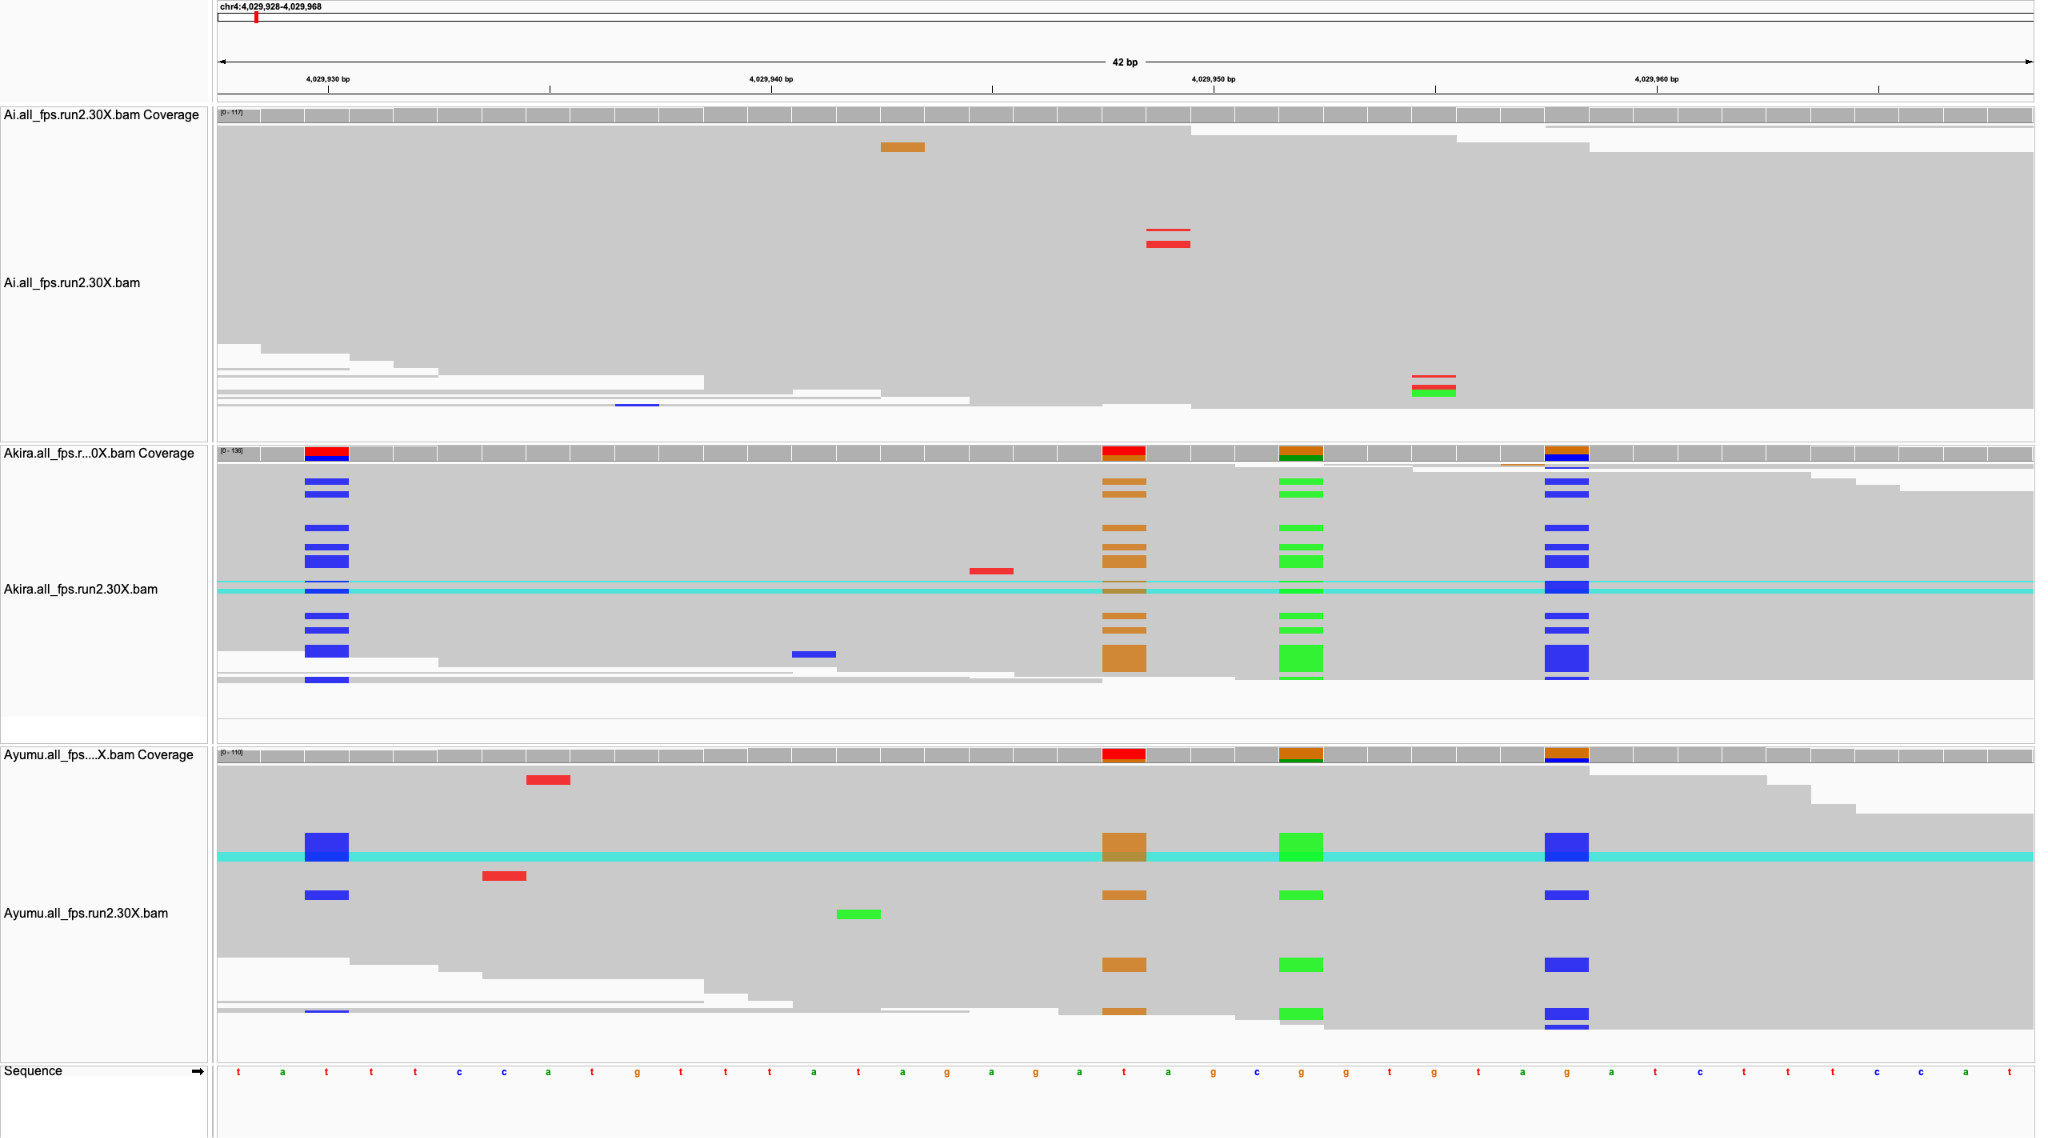 chr4:4,029,928-4,029,968
42 bp
4,029,930 bp 4,029,940 bp 4,029,950 bp 4,029,960 bp
Ai.all_fps.run2.30X.bam Coverage
[0 - 117]
Ai.all_fps.run2.30X.bam
Akira.all_fps.r...0X.bam Coverage
[0 - 136]
Akira.all_fps.run2.30X.bam
Ayumu.all_fps....X.bam Coverage
[0 - 110]
Ayumu.all_fps.run2.30X.bam
Sequence t a t t t c c a t g t t t a t a g a g a t a g c g g t g t a g a t c t t t c c a t